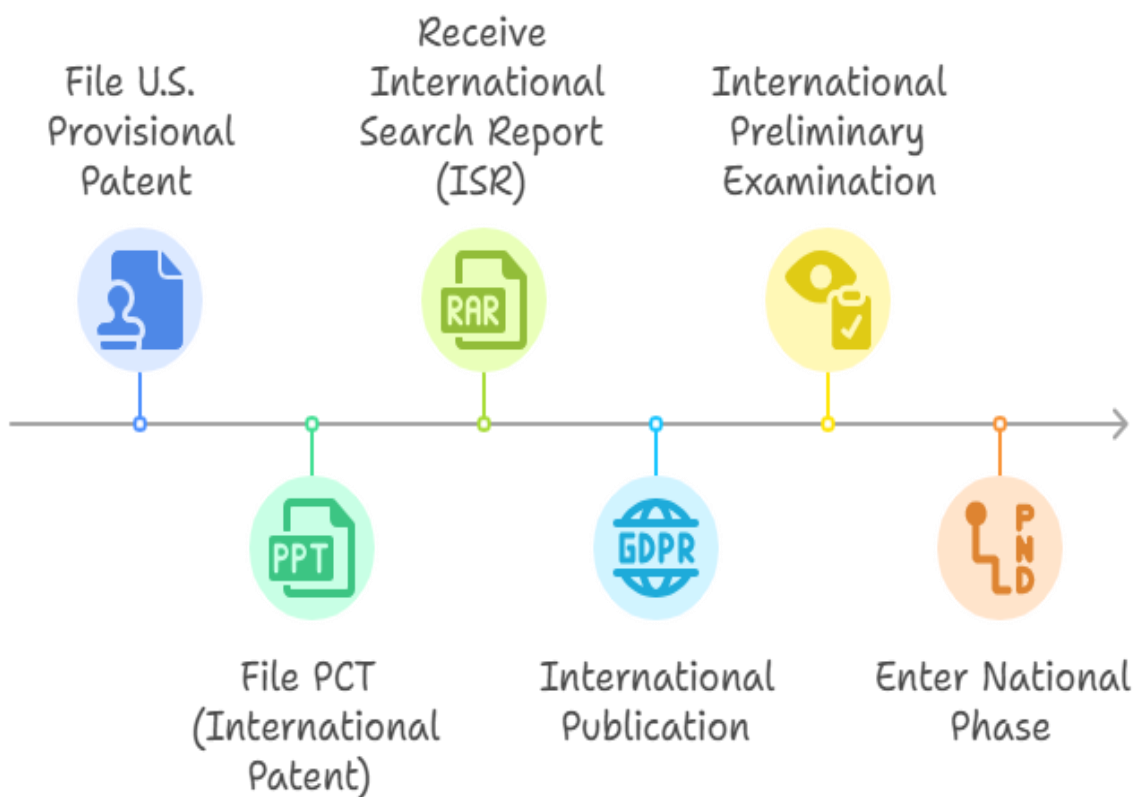 File U.S.
Provisional
Patent
Receive
International
Search Report
(ISR)
International
Preliminary
Examination
RAR
PPT
GDPR
P
N
D
File PCT
(International
Patent)
International
Publication
Enter National
Phase